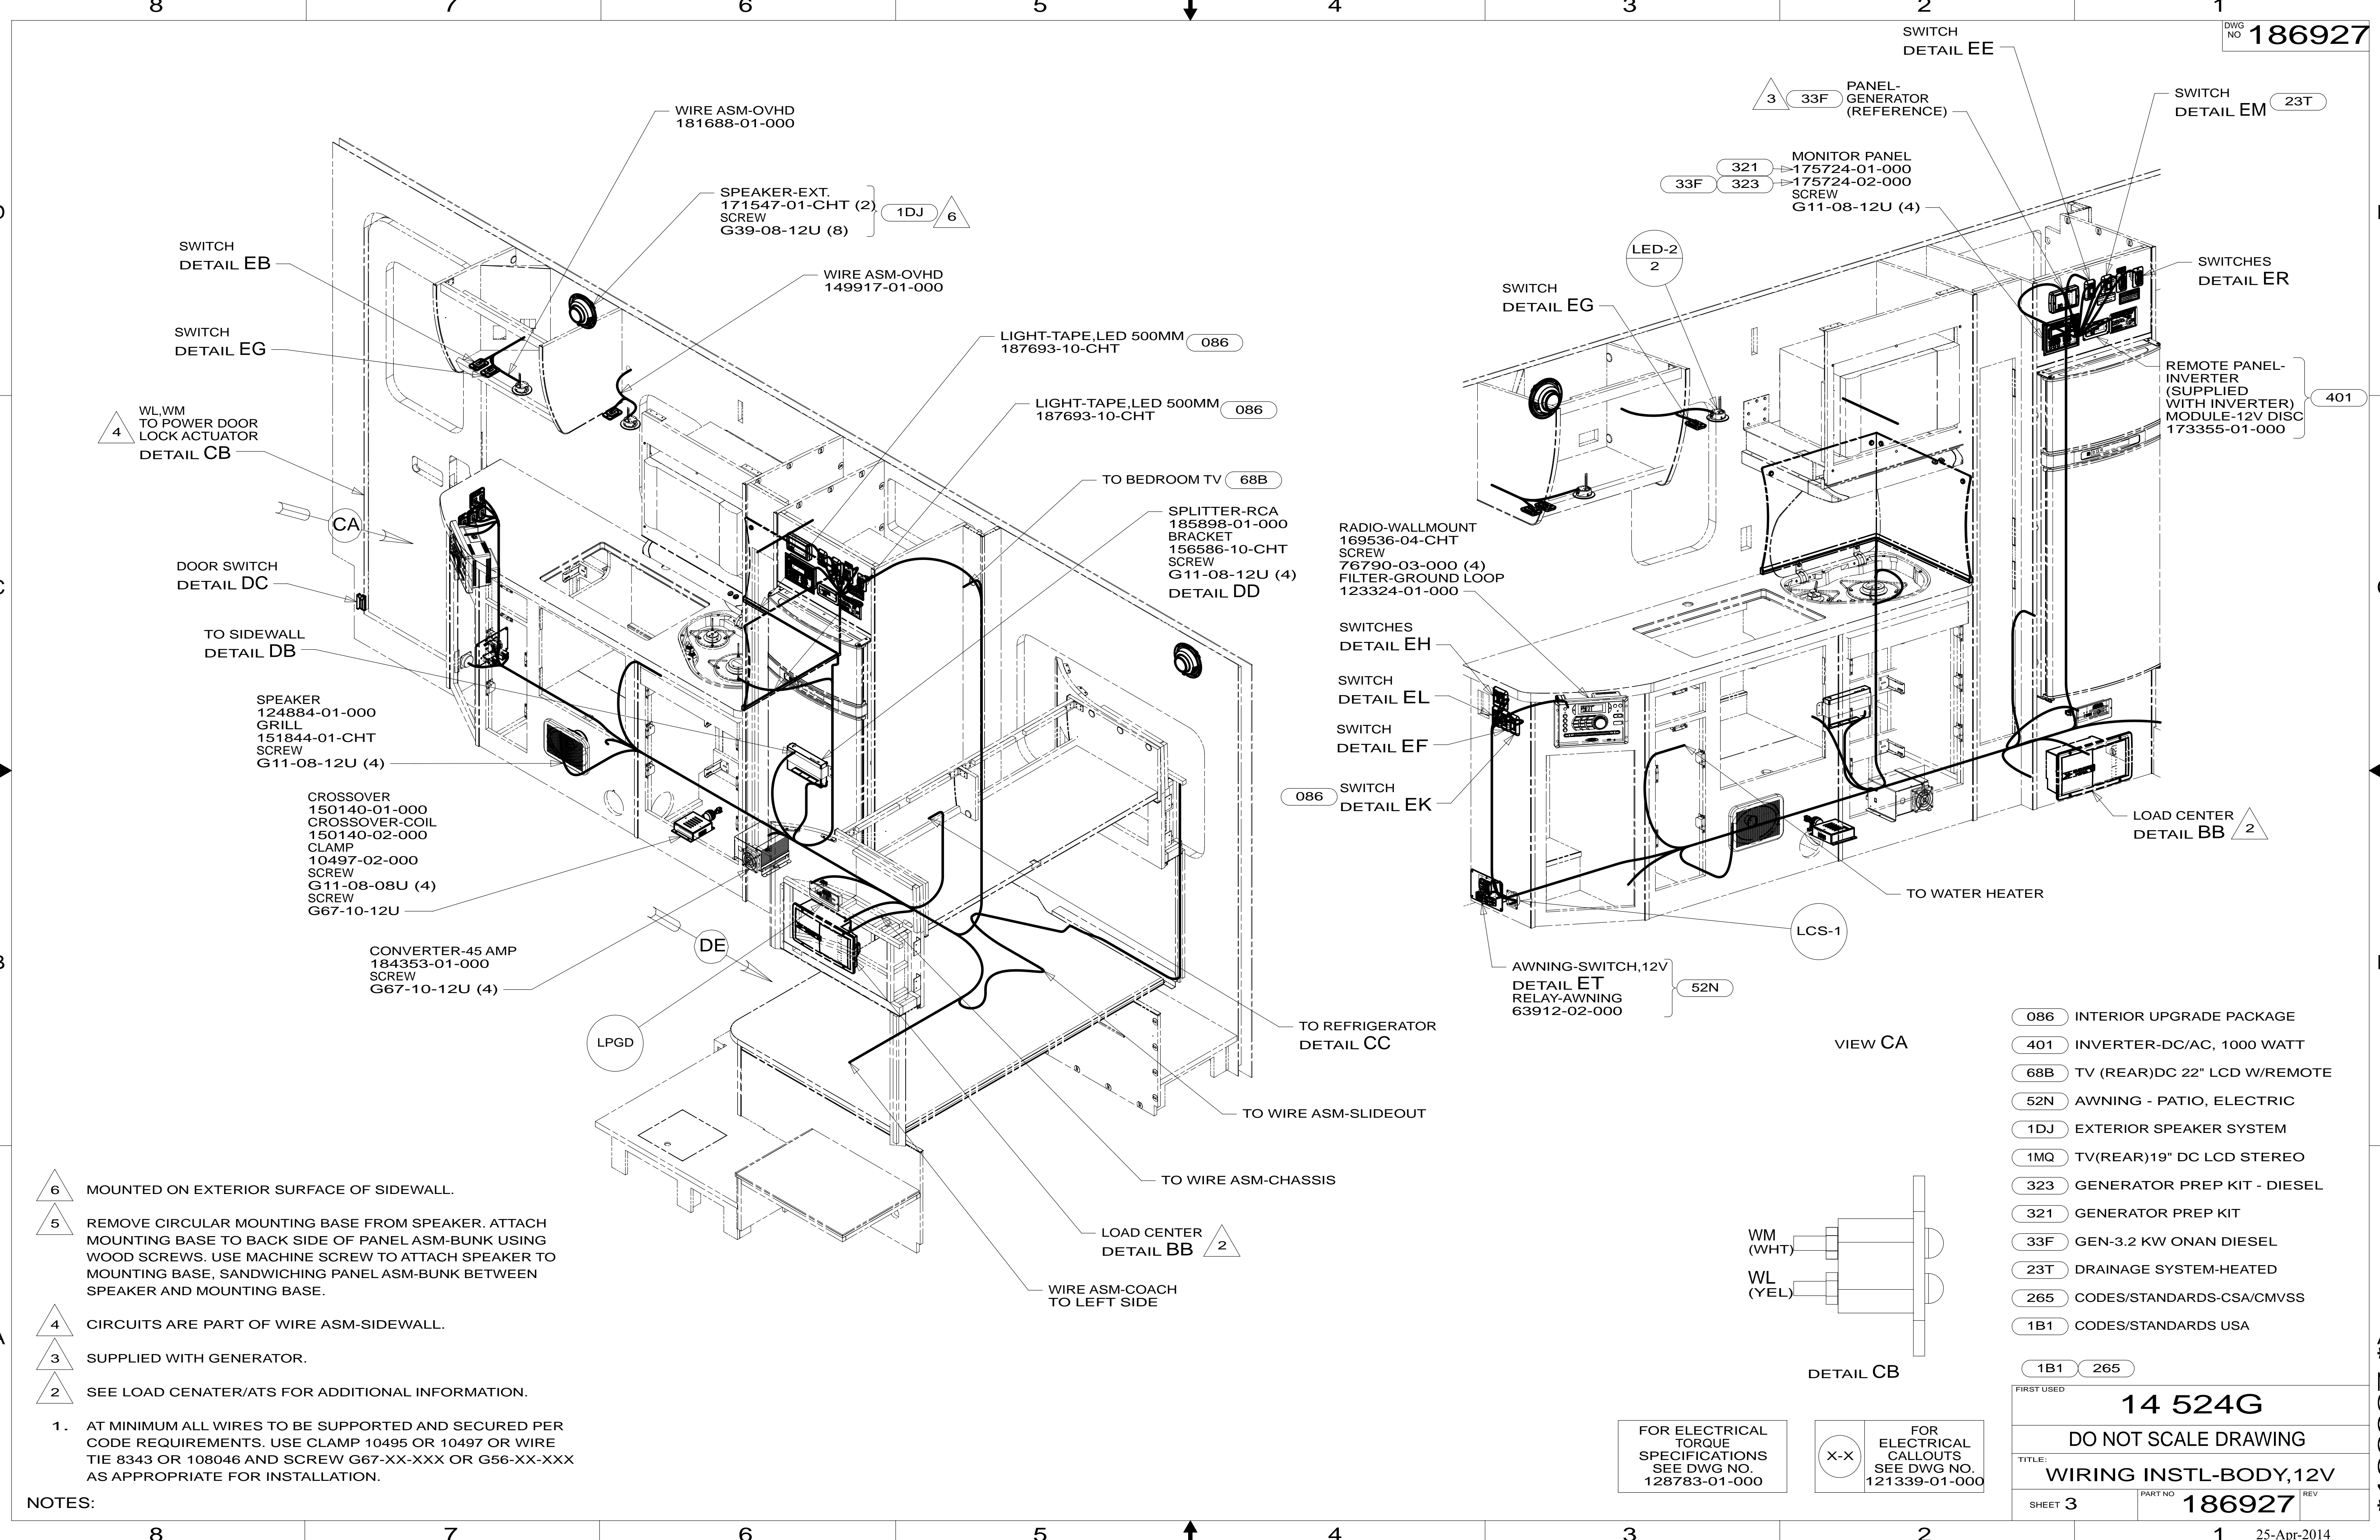 8 7 6 5 4 3 2 1
DWG NO 186927
SWITCH
DETAIL EE
3 33F PANEL-
GENERATOR
(REFERENCE)
SWITCH
DETAIL EM 23T
WIRE ASM-OVHD
181688-01-000
MONITOR PANEL
321 175724-01-000
33F 323 175724-02-000
SCREW
G11-08-12U (4)
SPEAKER-EXT.
171547-01-CHT (2)
SCREW
G39-08-12U (8)
1DJ 6
SWITCH
DETAIL EB
WIRE ASM-OVHD
149917-01-000
LED-2
2
SWITCHES
DETAIL ER
SWITCH
DETAIL EG
SWITCH
DETAIL EG
LIGHT-TAPE,LED 500MM
187693-10-CHT
086
REMOTE PANEL-
INVERTER
(SUPPLIED
WITH INVERTER)
MODULE-12V DISC
173355-01-000
401
LIGHT-TAPE,LED 500MM
187693-10-CHT
086
4
WL,WM
TO POWER DOOR
LOCK ACTUATOR
DETAIL CB
TO BEDROOM TV 68B
SPLITTER-RCA
185898-01-000
BRACKET
156586-10-CHT
SCREW
G11-08-12U (4)
DETAIL DD
CA
RADIO-WALLMOUNT
169536-04-CHT
SCREW
76790-03-000 (4)
FILTER-GROUND LOOP
123324-01-000
DOOR SWITCH
DETAIL DC
TO SIDEWALL
DETAIL DB
SWITCHES
DETAIL EH
SWITCH
DETAIL EL
SWITCH
DETAIL EF
086 SWITCH
DETAIL EK
SPEAKER
124884-01-000
GRILL
151844-01-CHT
SCREW
G11-08-12U (4)
CROSSOVER
150140-01-000
CROSSOVER-COIL
150140-02-000
CLAMP
10497-02-000
SCREW
G11-08-08U (4)
SCREW
G67-10-12U
LOAD CENTER
DETAIL BB 2
TO WATER HEATER
LCS-1
CONVERTER-45 AMP
184353-01-000
SCREW
G67-10-12U (4)
DE
AWNING-SWITCH,12V
DETAIL ET
RELAY-AWNING
63912-02-000
52N
LPGD
TO REFRIGERATOR
DETAIL CC
VIEW CA
TO WIRE ASM-SLIDEOUT
TO WIRE ASM-CHASSIS
LOAD CENTER
DETAIL BB 2
WIRE ASM-COACH
TO LEFT SIDE
086 INTERIOR UPGRADE PACKAGE
401 INVERTER-DC/AC, 1000 WATT
68B TV (REAR)DC 22" LCD W/REMOTE
52N AWNING - PATIO, ELECTRIC
1DJ EXTERIOR SPEAKER SYSTEM
1MQ TV(REAR)19" DC LCD STEREO
323 GENERATOR PREP KIT - DIESEL
321 GENERATOR PREP KIT
33F GEN-3.2 KW ONAN DIESEL
23T DRAINAGE SYSTEM-HEATED
265 CODES/STANDARDS-CSA/CMVSS
1B1 CODES/STANDARDS USA
1B1 265
WM
(WHT)
WL
(YEL)
DETAIL CB
6 MOUNTED ON EXTERIOR SURFACE OF SIDEWALL.
5 REMOVE CIRCULAR MOUNTING BASE FROM SPEAKER. ATTACH
MOUNTING BASE TO BACK SIDE OF PANEL ASM-BUNK USING
WOOD SCREWS. USE MACHINE SCREW TO ATTACH SPEAKER TO
MOUNTING BASE, SANDWICHING PANEL ASM-BUNK BETWEEN
SPEAKER AND MOUNTING BASE.
4 CIRCUITS ARE PART OF WIRE ASM-SIDEWALL.
3 SUPPLIED WITH GENERATOR.
2 SEE LOAD CENATER/ATS FOR ADDITIONAL INFORMATION.
1. AT MINIMUM ALL WIRES TO BE SUPPORTED AND SECURED PER
CODE REQUIREMENTS. USE CLAMP 10495 OR 10497 OR WIRE
TIE 8343 OR 108046 AND SCREW G67-XX-XXX OR G56-XX-XXX
AS APPROPRIATE FOR INSTALLATION.
NOTES:
FOR ELECTRICAL
TORQUE
SPECIFICATIONS
SEE DWG NO.
128783-01-000
X-X
FOR
ELECTRICAL
CALLOUTS
SEE DWG NO.
121339-01-000
FIRST USED
14 524G
DO NOT SCALE DRAWING
TITLE:
WIRING INSTL-BODY,12V
SHEET 3 PART NO 186927 REV
8 7 6 5 4 3 2 1
25-Apr-2014